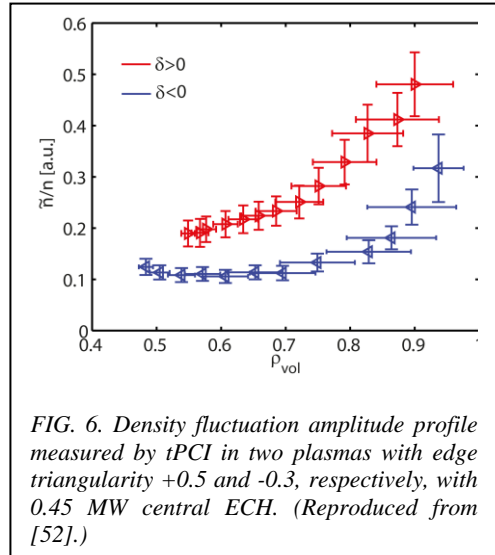 0.6
0.5
0.4
0.3
0.2
0.1
0
ñ/n [a.u.]
δ>0
δ<0
0.4 0.5 0.6 0.7 0.8 0.9 1
ρvol
FIG. 6. Density fluctuation amplitude profile
measured by tPCI in two plasmas with edge
triangularity +0.5 and -0.3, respectively, with
0.45 MW central ECH. (Reproduced from
[52].)